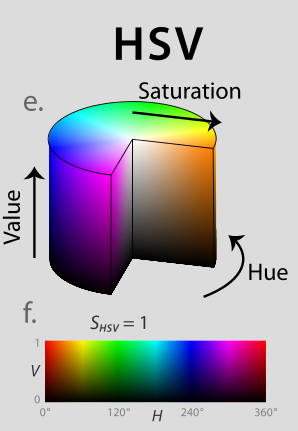 HSV
e.
Saturation
Value
Hue
f.
S_HSV = 1
1
V
0
0° 120° 240° 360°
H